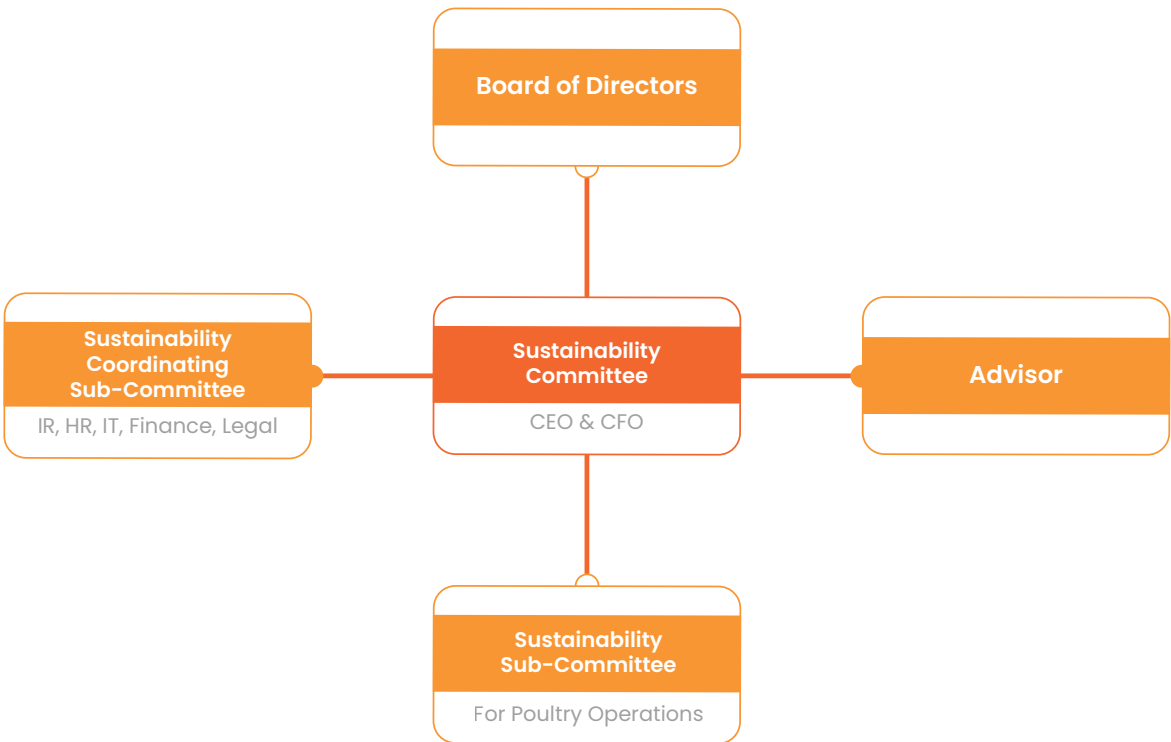 Board of Directors
Sustainability
Coordinating
Sub-Committee
IR, HR, IT, Finance, Legal
Sustainability
Committee
CEO & CFO
Advisor
Sustainability
Sub-Committee
For Poultry Operations